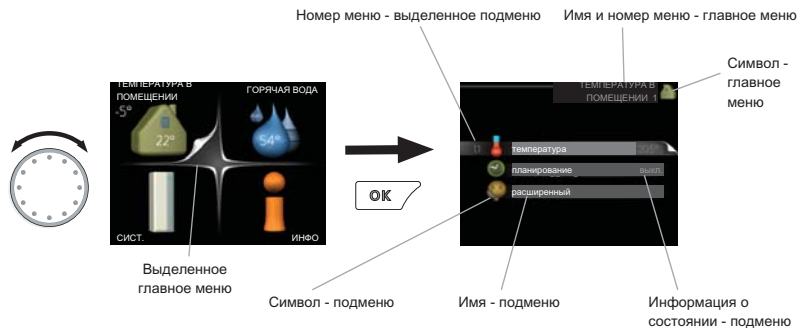 Номер меню - выделенное подменю
Имя и номер меню - главное меню
Символ -
главное
меню
ТЕМПЕРАТУРА В
ПОМЕЩЕНИИ
ГОРЯЧАЯ ВОДА
-5°
22°
54°
СИСТ.
ИНФО
OK
ТЕМПЕРАТУРА В
ПОМЕЩЕНИИ 1
температура
планирование
выкл.
расширенный
Выделенное
главное меню
Символ - подменю
Имя - подменю
Информация о
состоянии - подменю